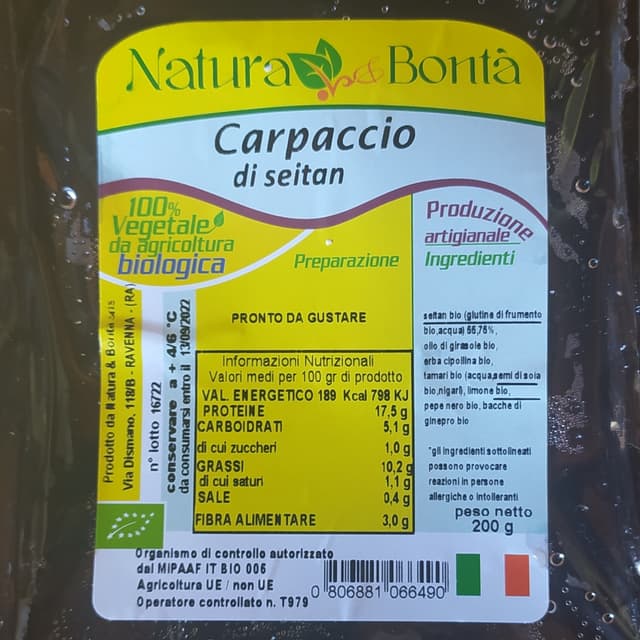 Natura & Bontà
Carpaccio
di seitan
100%
Vegetale
da agricoltura
biologica
Preparazione
Produzione
artigianale
Ingredienti
PRONTO DA GUSTARE
Prodotto da Natura & Bontà
Via Dismano, 118/B - RAVENNA - (RA)
n° lotto 16722
conservare a + 4/6 °C
da consumarsi entro il 13/09/2022
Informazioni Nutrizionali
Valori medi per 100 gr di prodotto
VAL. ENERGETICO 189 Kcal 798 KJ
PROTEINE 17,5 g
CARBOIDRATI 5,1 g
di cui zuccheri 1,0 g
GRASSI 10,2 g
di cui saturi 1,1 g
SALE 0,4 g
FIBRA ALIMENTARE 3,0 g
seitan bio (glutine di frumento
bio,acqua) 66,76%,
olio di girasole bio,
erba cipollina bio,
tamari bio (acqua,semi di soia
bio,nigari), limone bio,
pepe nero bio, bacche di
ginepro bio
*gli ingredienti sottolineati
possono provocare
reazioni in persone
allergiche o intolleranti
peso netto
200 g
Organismo di controllo autorizzato
dal MiPAAF IT BIO 006
Agricoltura UE / non UE
Operatore controllato n. T979
0 806881 066490